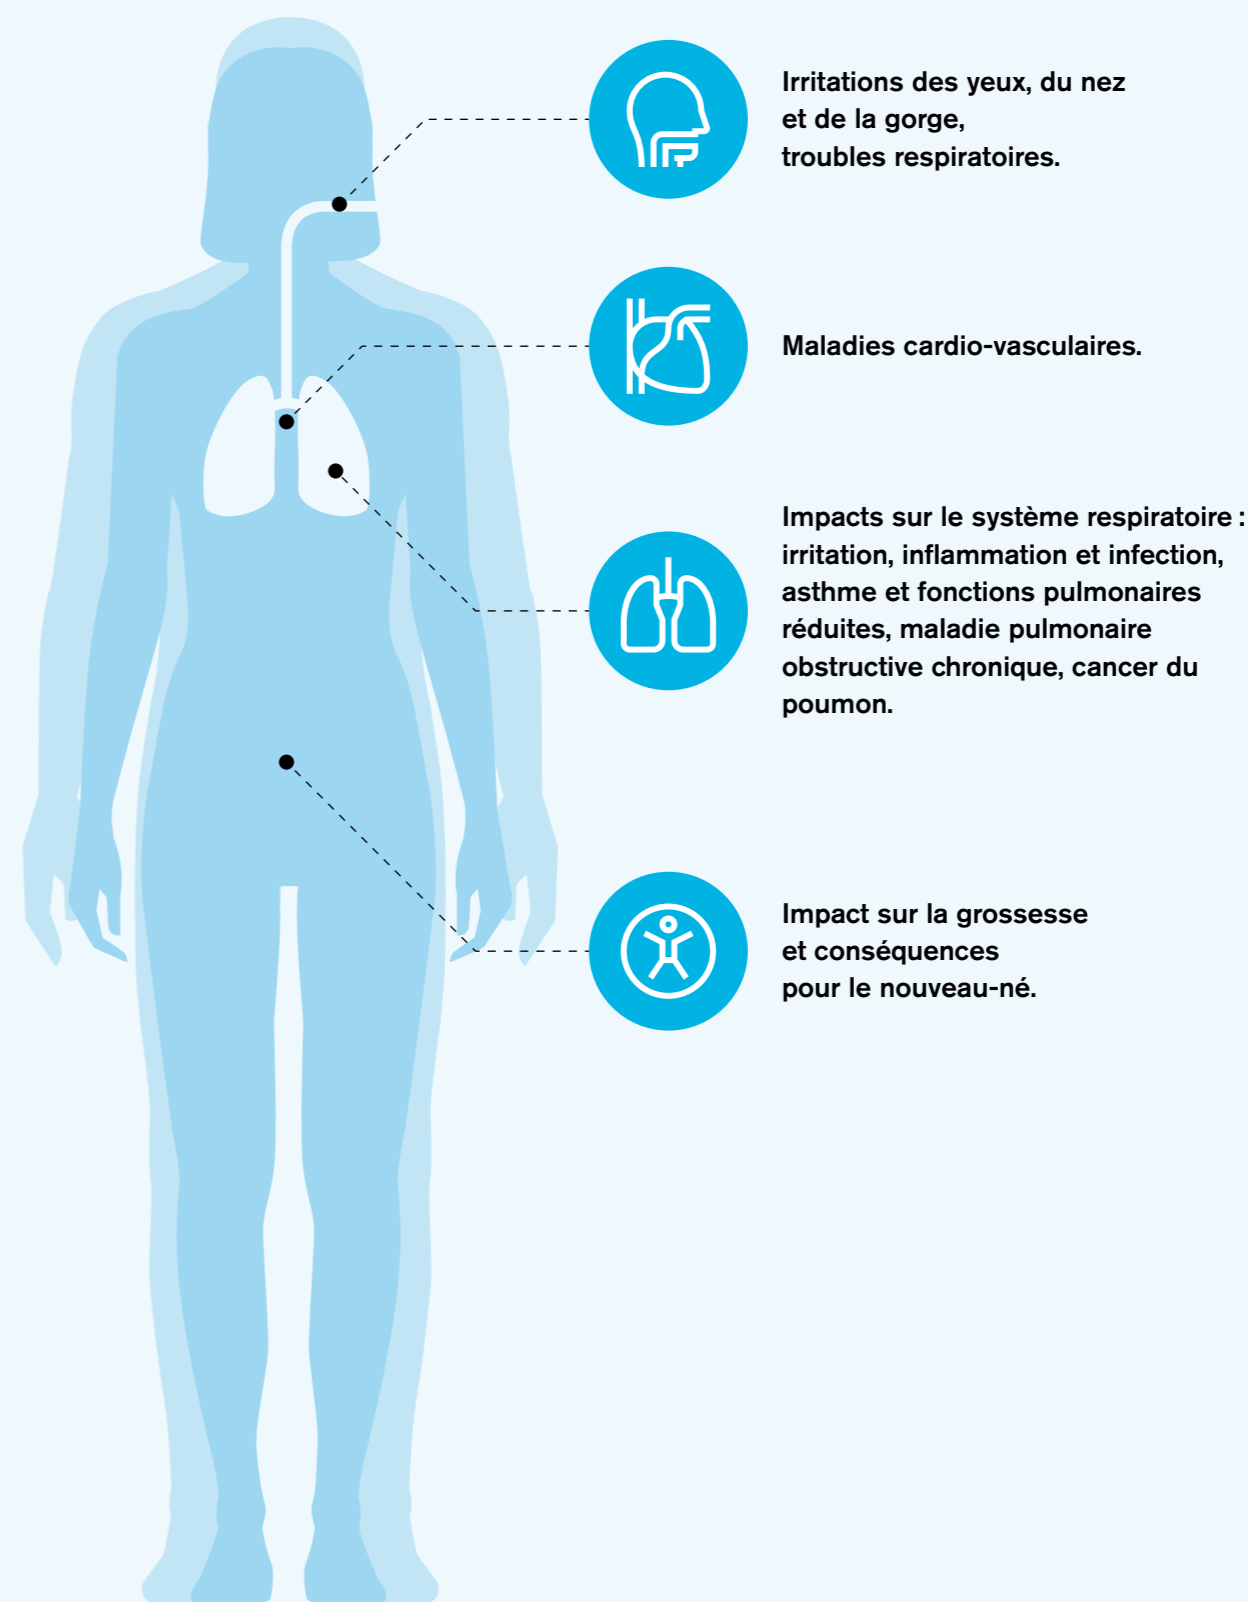 Irritations des yeux, du nez
et de la gorge,
troubles respiratoires.
Maladies cardio-vasculaires.
Impacts sur le système respiratoire :
irritation, inflammation et infection,
asthme et fonctions pulmonaires
réduites, maladie pulmonaire
obstructive chronique, cancer du
poumon.
Impact sur la grossesse
et conséquences
pour le nouveau-né.